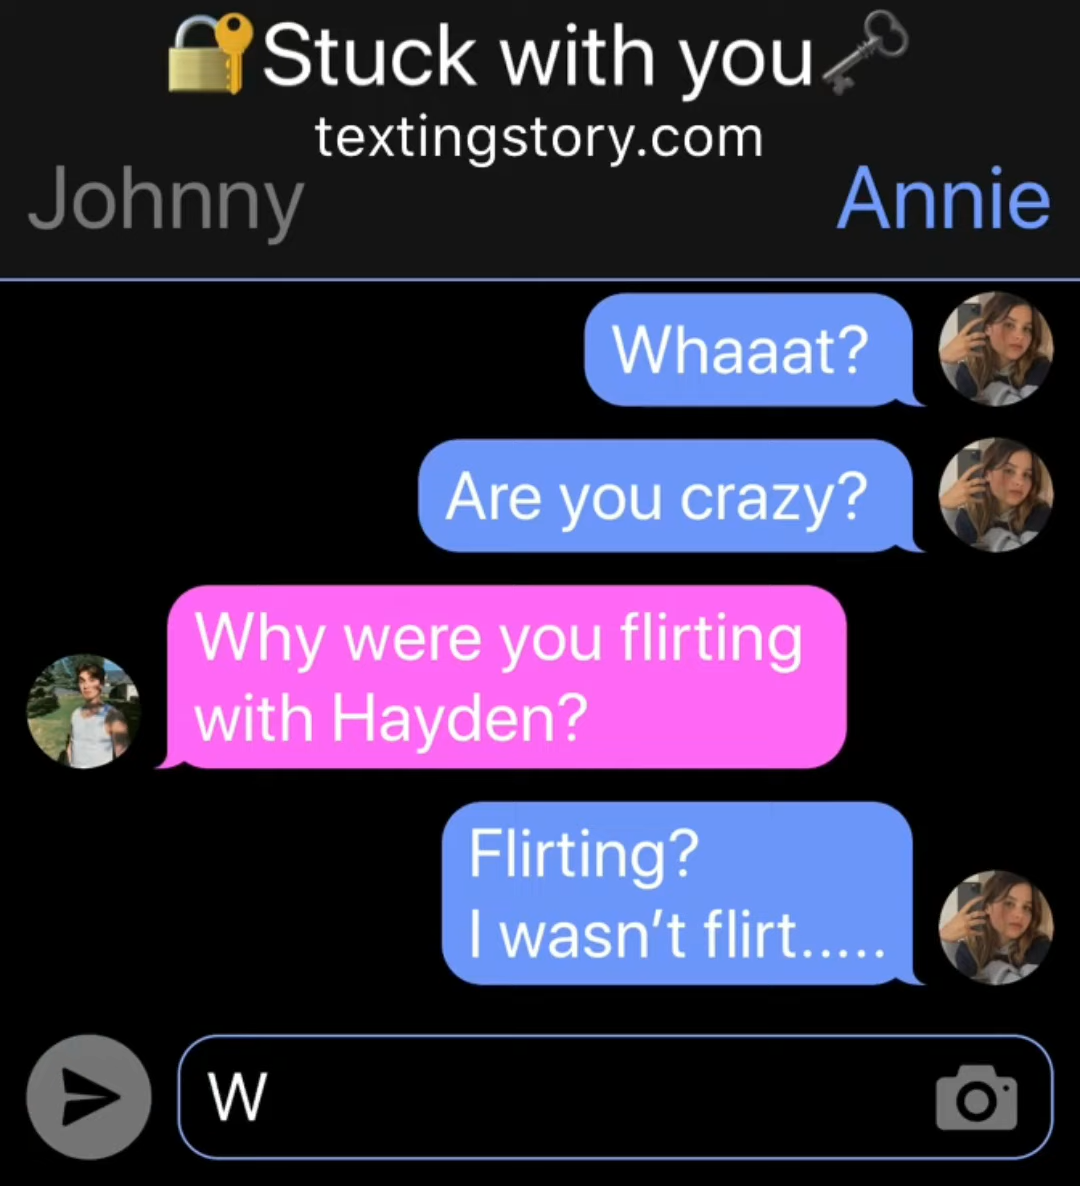 🔐Stuck with you🗝
textingstory.com
Johnny
Annie
Whaaat?
Are you crazy?
Why were you flirting
with Hayden?
Flirting?
I wasn’t flirt.....
W